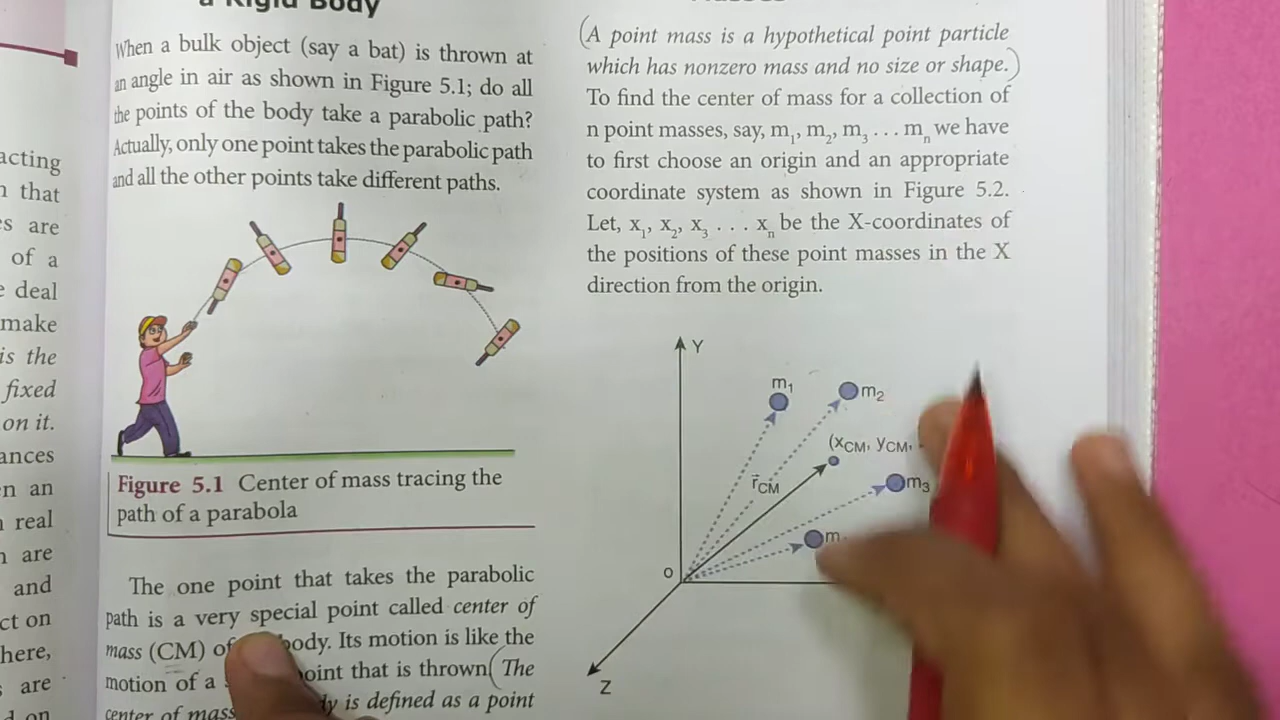 acting
that
es are
of a
deal
make
is the
fixed
on it.
ances
an
real
are
and
ct on
here,
are
on
a Rigid Body
When a bulk object (say a bat) is thrown at
an angle in air as shown in Figure 5.1; do all
the points of the body take a parabolic path?
Actually, only one point takes the parabolic path
and all the other points take different paths.
Figure 5.1 Center of mass tracing the
path of a parabola
The one point that takes the parabolic
path is a very special point called center of
mass (CM) of body. Its motion is like the
motion of a point that is thrown (The
center of mass is defined as a point
(A point mass is a hypothetical point particle
which has nonzero mass and no size or shape.)
To find the center of mass for a collection of
n point masses, say, m₁, m₂, m₃ . . . mₙ we have
to first choose an origin and an appropriate
coordinate system as shown in Figure 5.2.
Let, x₁, x₂, x₃ . . . xₙ be the X-coordinates of
the positions of these point masses in the X
direction from the origin.
Y
m₁
m₂
(xCM, yCM,
r⃗CM
m₃
m
O
Z